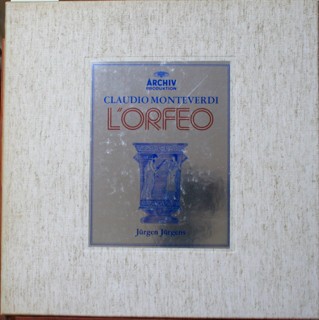 ARCHIV
PRODUKTION
CLAUDIO MONTEVERDI
L'ORFEO
Jürgen Jürgens